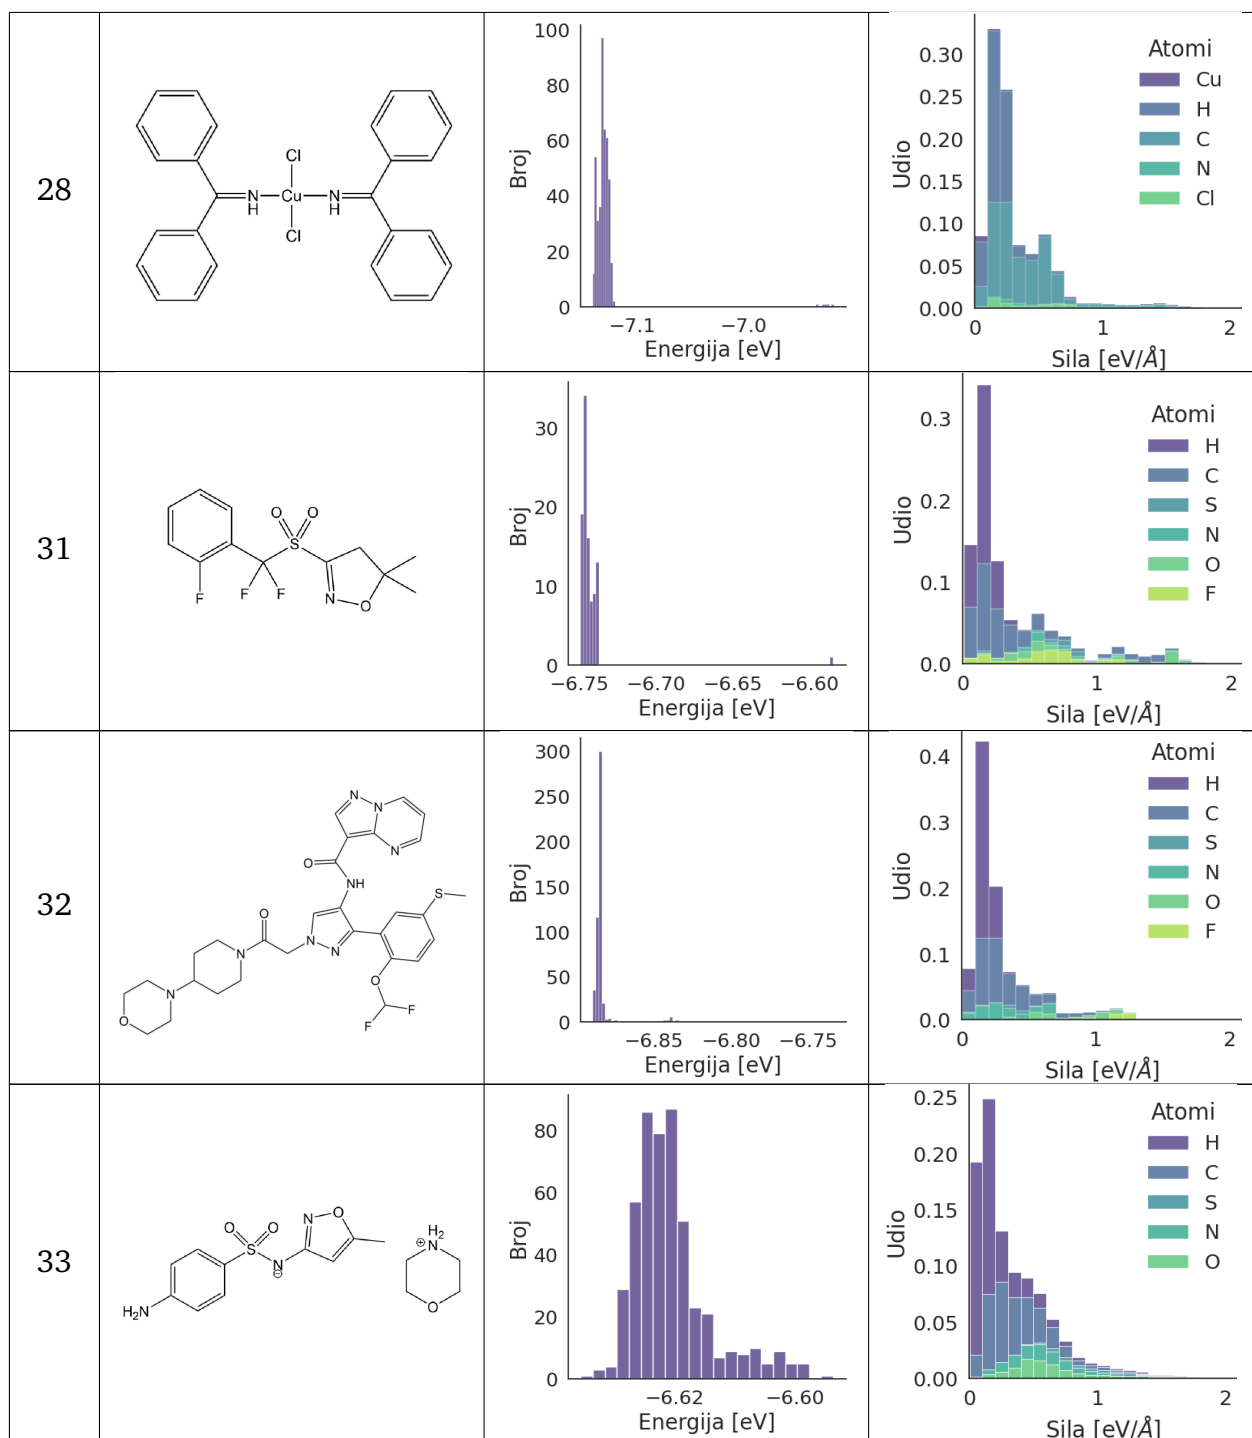 28
Cl
N
H
Cu
N
H
Cl
100
80
60
40
20
0
Broj
−7.1
−7.0
Energija [eV]
0.30
0.25
0.20
0.15
0.10
0.05
0.00
Udio
Atomi
Cu
H
C
N
Cl
0
1
2
Sila [eV/Å]
31
O
O
S
F
F
F
N
O
30
20
10
0
Broj
−6.75
−6.70
−6.65
−6.60
Energija [eV]
0.3
0.2
0.1
0.0
Udio
Atomi
H
C
S
N
O
F
0
1
2
Sila [eV/Å]
32
N
N
N
O
NH
S
O
N
N
N
N
O
O
F
F
300
250
200
150
100
50
0
Broj
−6.85
−6.80
−6.75
Energija [eV]
0.4
0.3
0.2
0.1
0.0
Udio
Atomi
H
C
S
N
O
F
0
1
2
Sila [eV/Å]
33
O
O
S
N
⊖
N
O
H2N
H2
N
⊕
O
80
60
40
20
0
Broj
−6.62
−6.60
Energija [eV]
0.25
0.20
0.15
0.10
0.05
0.00
Udio
Atomi
H
C
S
N
O
0
1
2
Sila [eV/Å]